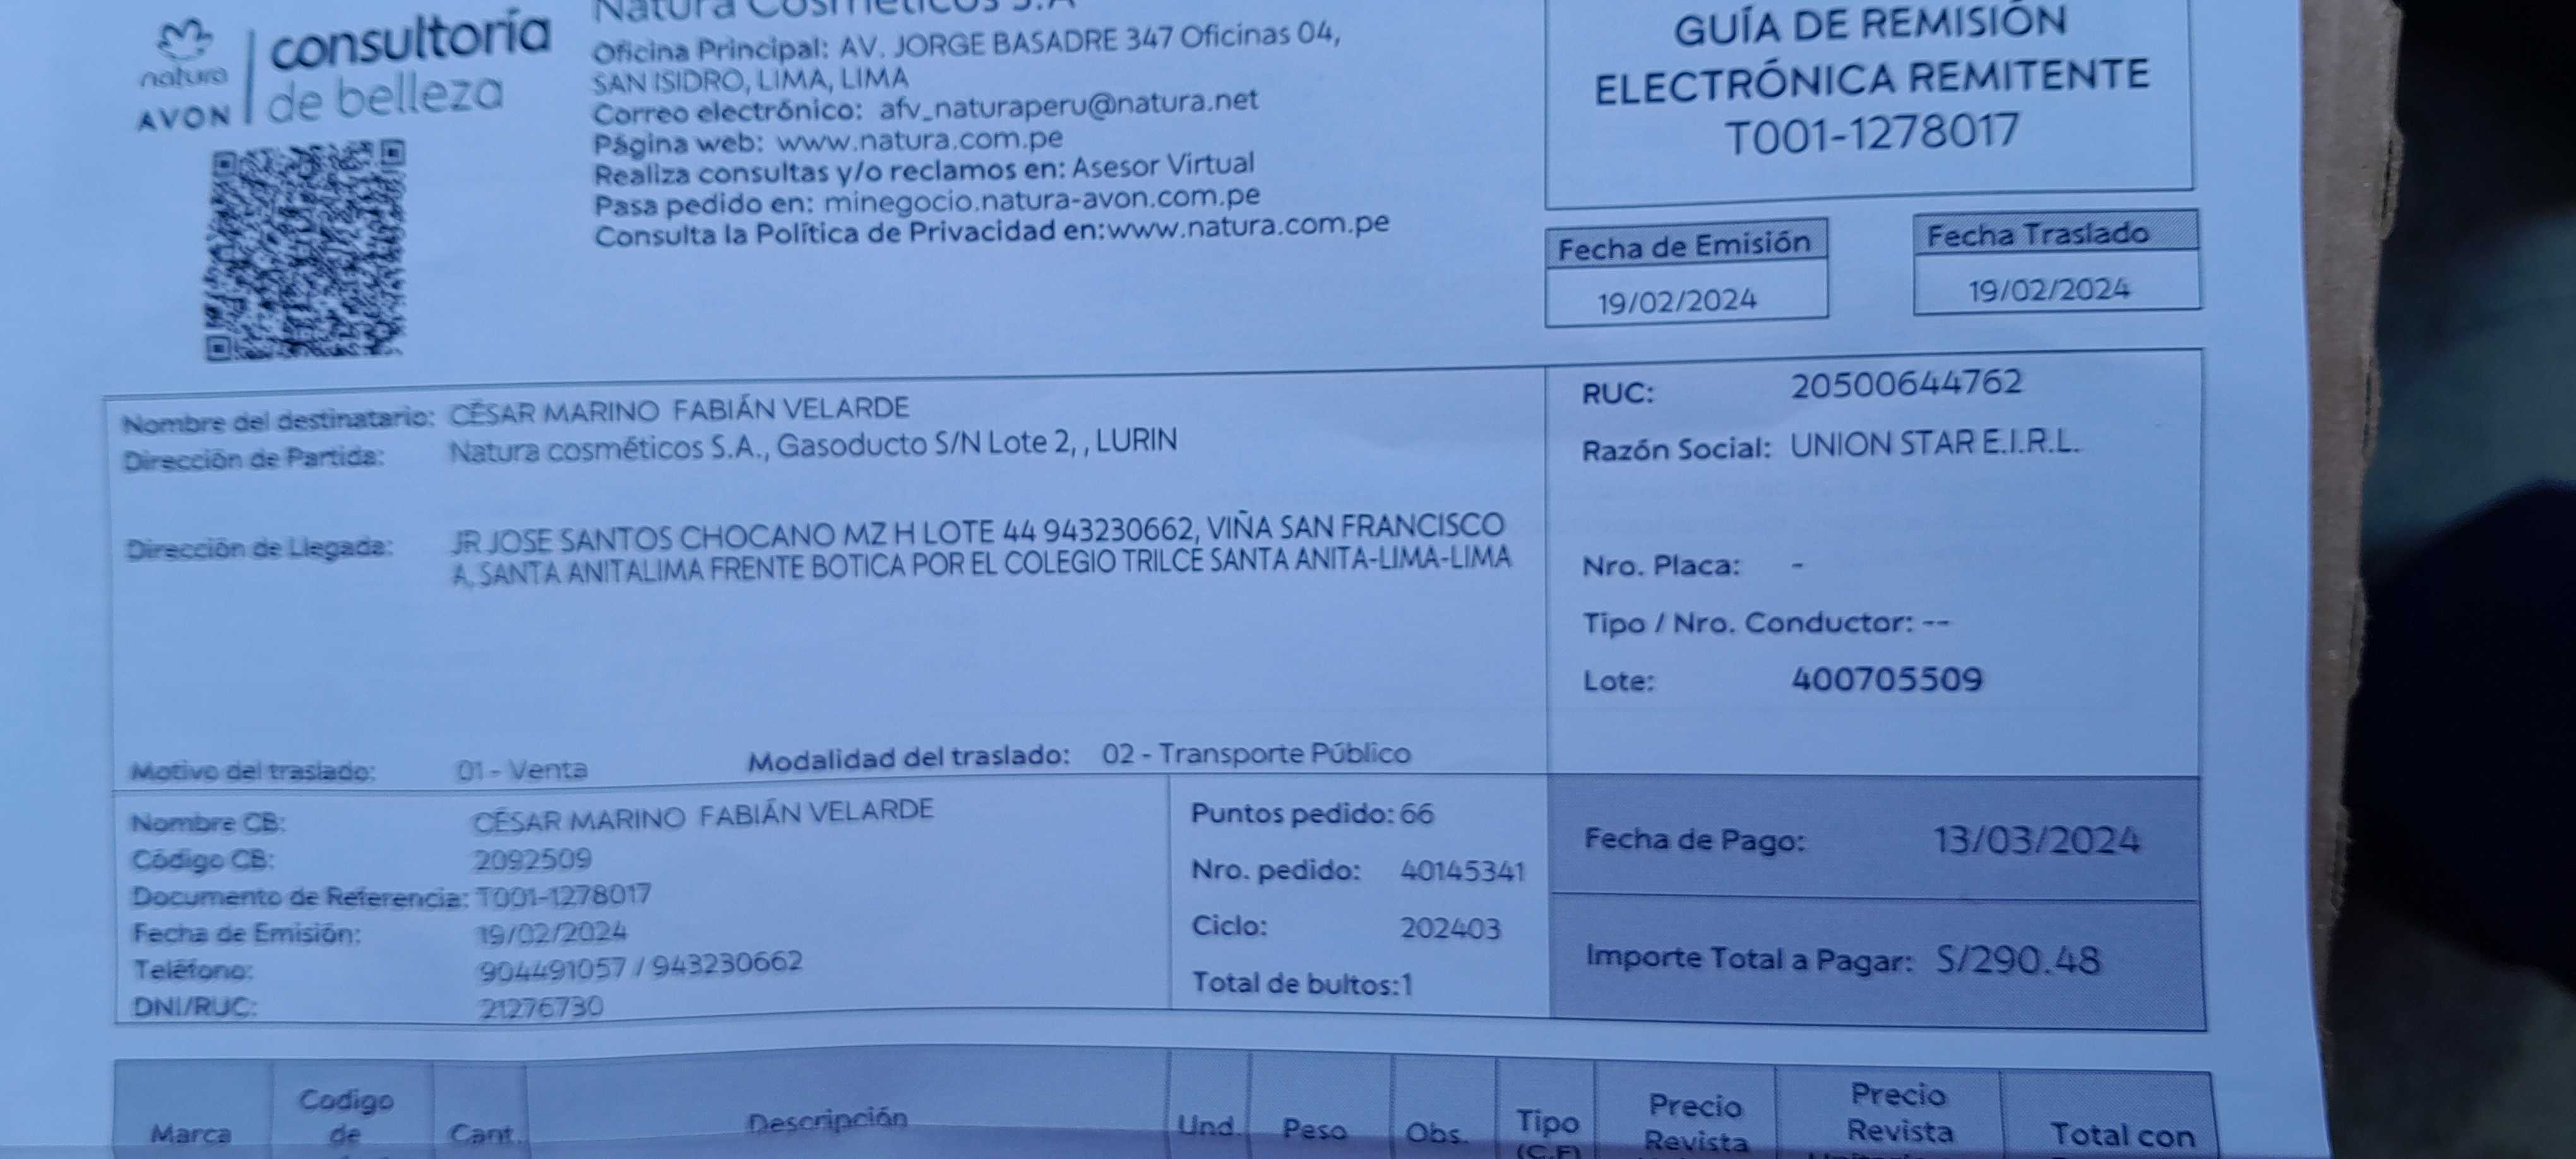 natura
AVON
consultoría
de belleza
Natura Cosméticos S.A
Oficina Principal: AV. JORGE BASADRE 347 Oficinas 04,
SAN ISIDRO, LIMA, LIMA
Correo electrónico: afv_naturaperu@natura.net
Página web: www.natura.com.pe
Realiza consultas y/o reclamos en: Asesor Virtual
Pasa pedido en: minegocio.natura-avon.com.pe
Consulta la Política de Privacidad en:www.natura.com.pe
GUÍA DE REMISIÓN
ELECTRÓNICA REMITENTE
T001-1278017
Fecha de Emisión
19/02/2024
Fecha Traslado
19/02/2024
Nombre del destinatario: CÉSAR MARINO FABIÁN VELARDE
Dirección de Partida: Natura cosméticos S.A., Gasoducto S/N Lote 2, , LURIN
Dirección de Llegada: JR JOSE SANTOS CHOCANO MZ H LOTE 44 943230662, VIÑA SAN FRANCISCO
A, SANTA ANITALIMA FRENTE BOTICA POR EL COLEGIO TRILCE SANTA ANITA-LIMA-LIMA
Motivo del traslado: 01 - Venta Modalidad del traslado: 02 - Transporte Público
RUC: 20500644762
Razón Social: UNION STAR E.I.R.L.
Nro. Placa: -
Tipo / Nro. Conductor: --
Lote: 400705509
Nombre CB: CÉSAR MARINO FABIÁN VELARDE
Código CB: 2092509
Documento de Referencia: T001-1278017
Fecha de Emisión: 19/02/2024
Teléfono: 904491057 / 943230662
DNI/RUC: 21276730
Puntos pedido: 66
Nro. pedido: 40145341
Ciclo: 202403
Total de bultos:1
Fecha de Pago: 13/03/2024
Importe Total a Pagar: S/290.48
Marca
Codigo
de
Cant.
Descripción
Und.
Peso
Obs.
Tipo
(C,F)
Precio
Revista
Precio
Revista
Total con